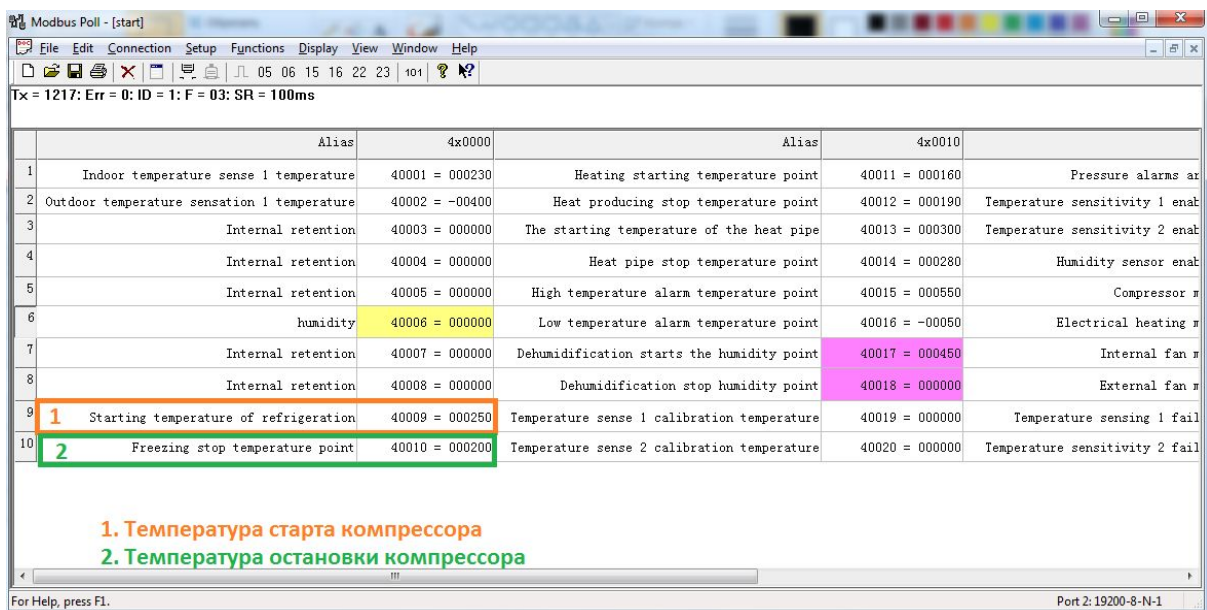 Modbus Poll - [start]
File Edit Connection Setup Functions Display View Window Help
05 06 15 16 22 23 101
Tx = 1217: Err = 0: ID = 1: F = 03: SR = 100ms
Alias 4x0000 Alias 4x0010
1 Indoor temperature sense 1 temperature 40001 = 000230 Heating starting temperature point 40011 = 000160 Pressure alarms ar
2 Outdoor temperature sensation 1 temperature 40002 = -00400 Heat producing stop temperature point 40012 = 000190 Temperature sensitivity 1 enab
3 Internal retention 40003 = 000000 The starting temperature of the heat pipe 40013 = 000300 Temperature sensitivity 2 enab
4 Internal retention 40004 = 000000 Heat pipe stop temperature point 40014 = 000280 Humidity sensor enab
5 Internal retention 40005 = 000000 High temperature alarm temperature point 40015 = 000550 Compressor m
6 humidity 40006 = 000000 Low temperature alarm temperature point 40016 = -00050 Electrical heating m
7 Internal retention 40007 = 000000 Dehumidification starts the humidity point 40017 = 000450 Internal fan m
8 Internal retention 40008 = 000000 Dehumidification stop humidity point 40018 = 000000 External fan m
9 1 Starting temperature of refrigeration 40009 = 000250 Temperature sense 1 calibration temperature 40019 = 000000 Temperature sensing 1 fail
10 2 Freezing stop temperature point 40010 = 000200 Temperature sense 2 calibration temperature 40020 = 000000 Temperature sensitivity 2 fail
1. Температура старта компрессора
2. Температура остановки компрессора
For Help, press F1. Port 2: 19200-8-N-1